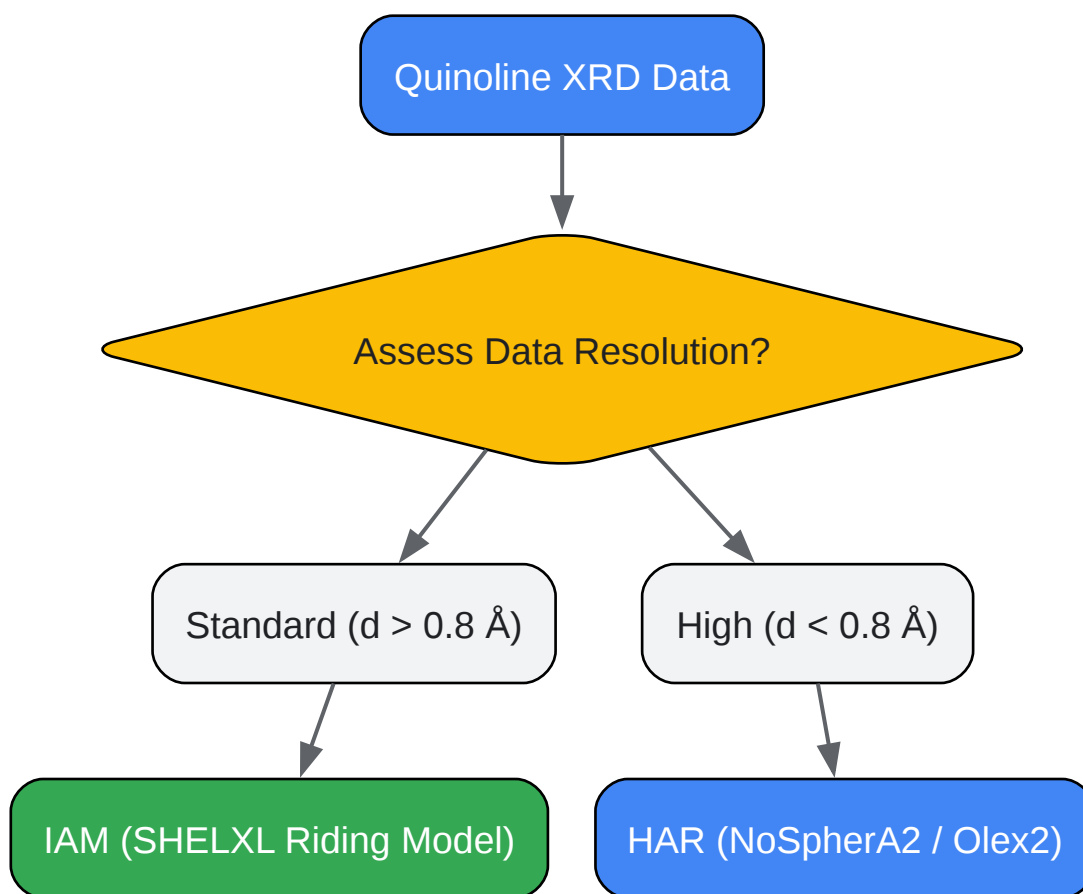 Quinoline XRD Data
Assess Data Resolution?
Standard (d > 0.8 Å)
High (d < 0.8 Å)
IAM (SHELXL Riding Model)
HAR (NoSpherA2 / Olex2)